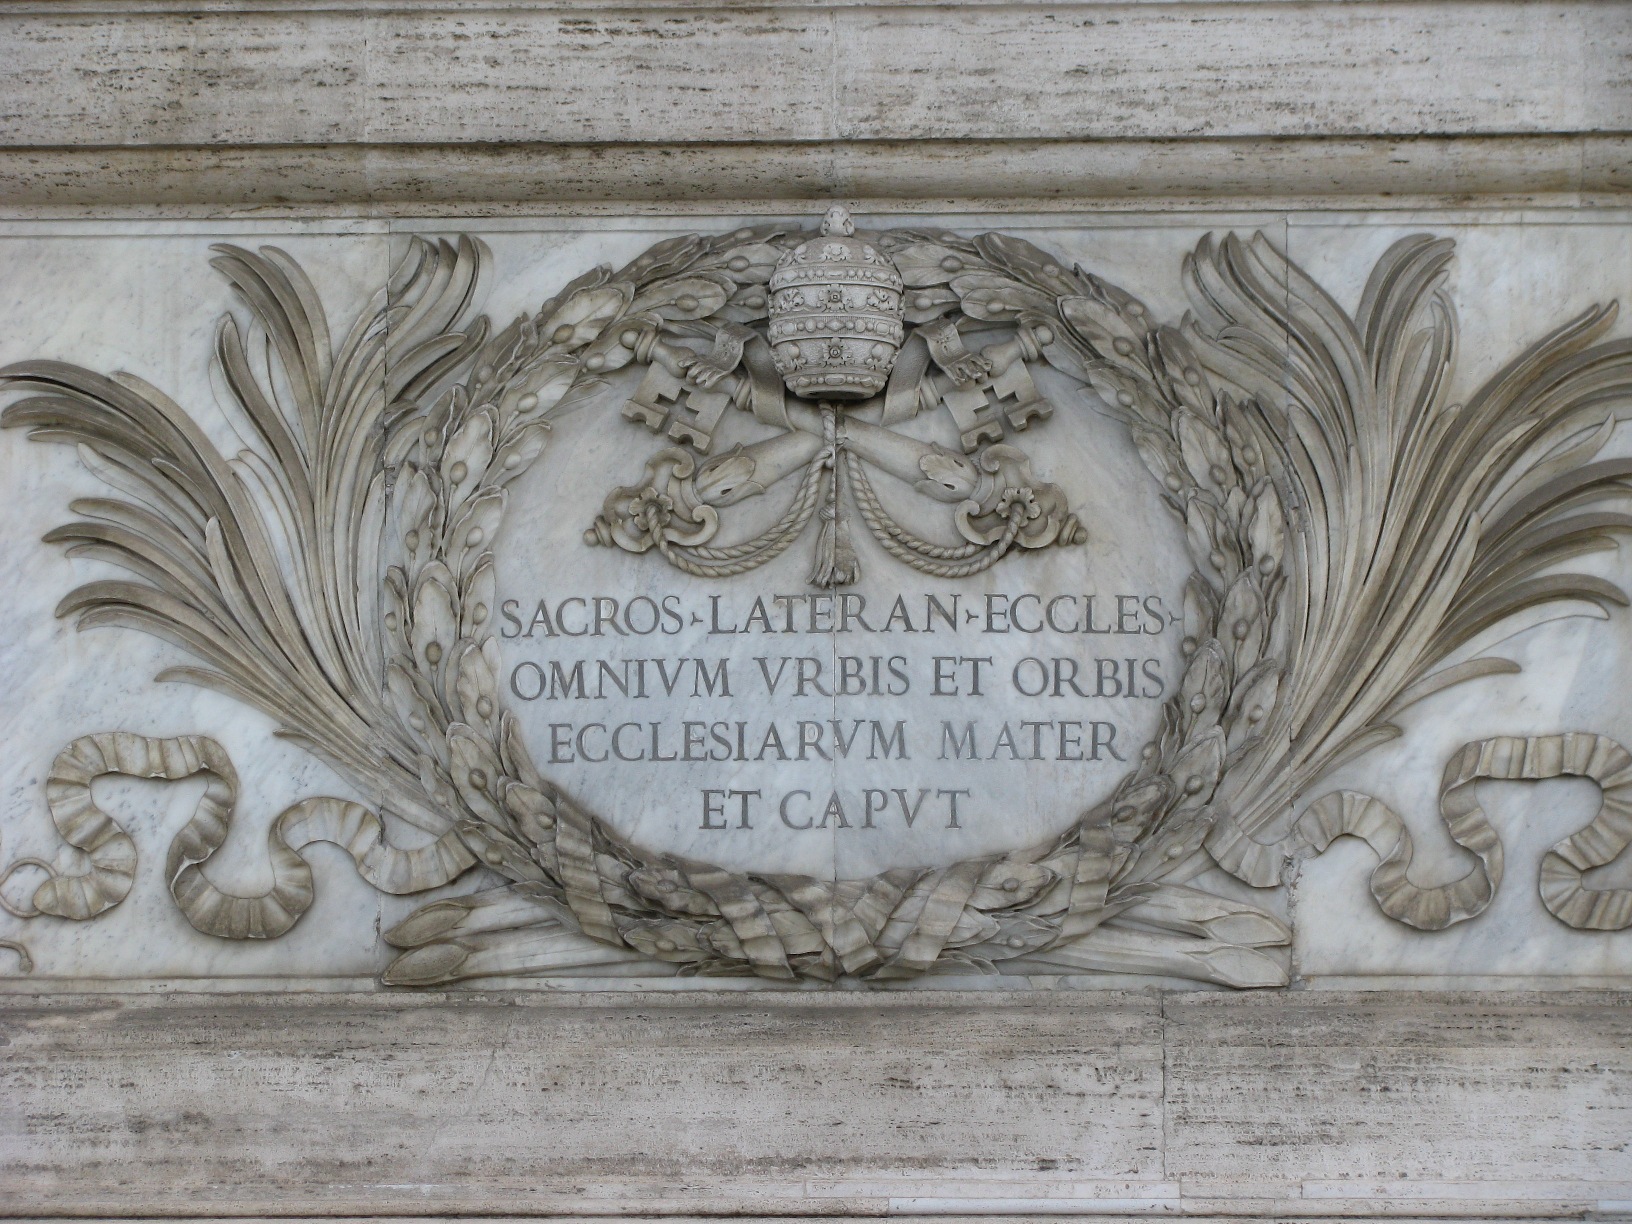 SACROS·LATERAN·ECCLES·
OMNIVM VRBIS ET ORBIS
ECCLESIARVM MATER
ET CAPVT